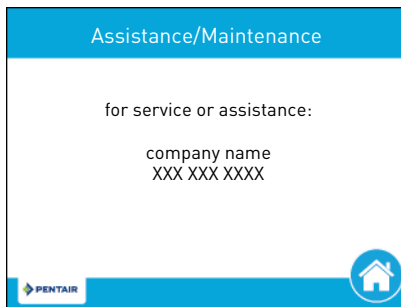 Assistance/Maintenance
for service or assistance:
company name
XXX XXX XXXX
PENTAIR